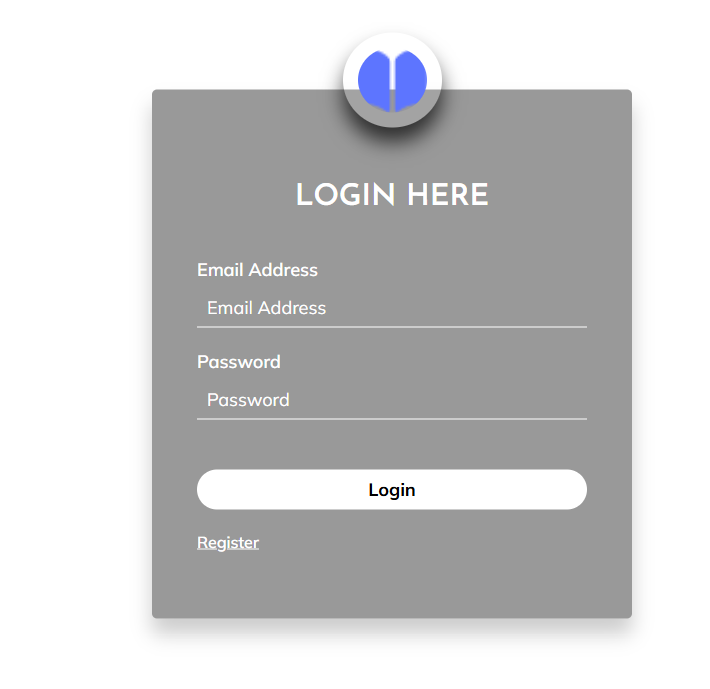 LOGIN HERE
Email Address
Email Address
Password
Password
Login
Register